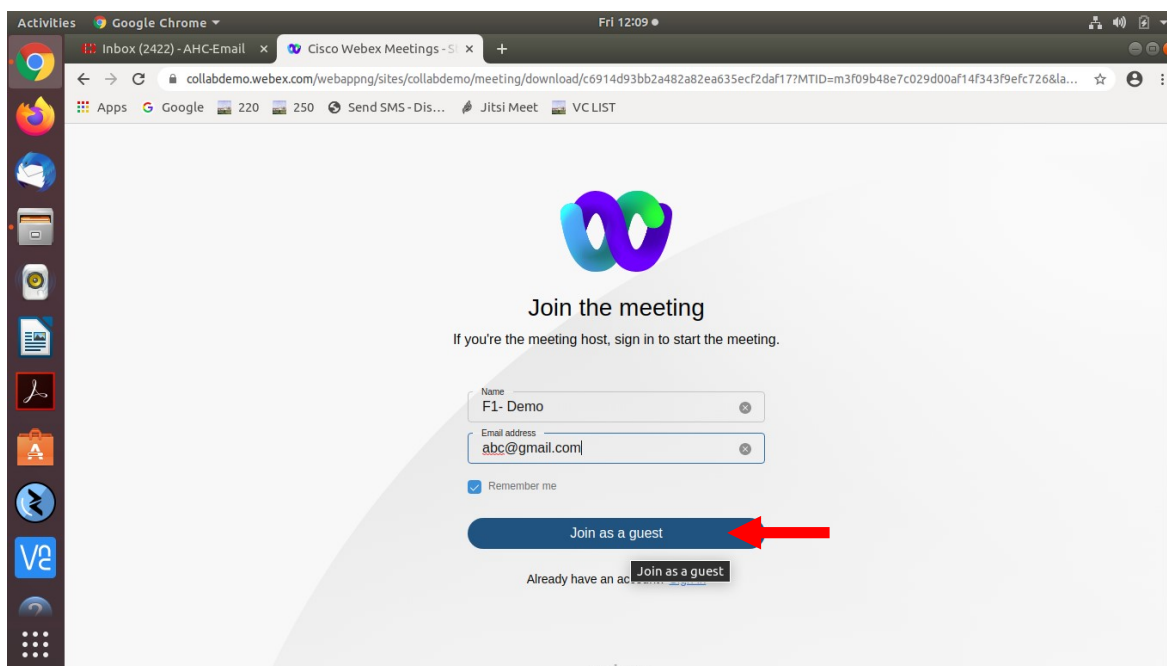 Activities Google Chrome Fri 12:09
Inbox (2422) - AHC-Email × Cisco Webex Meetings - S × +
collabdemo.webex.com/webappng/sites/collabdemo/meeting/download/c6914d93bb2a482a82ea635ecf2daf17?MTID=m3f09b48e7c029d00af14f343f9efc726&la...
Apps Google 220 250 Send SMS - Dis... Jitsi Meet VC LIST
Join the meeting
If you're the meeting host, sign in to start the meeting.
Name
F1- Demo
Email address
abc@gmail.com
Remember me
Join as a guest
Join as a guest
Already have an